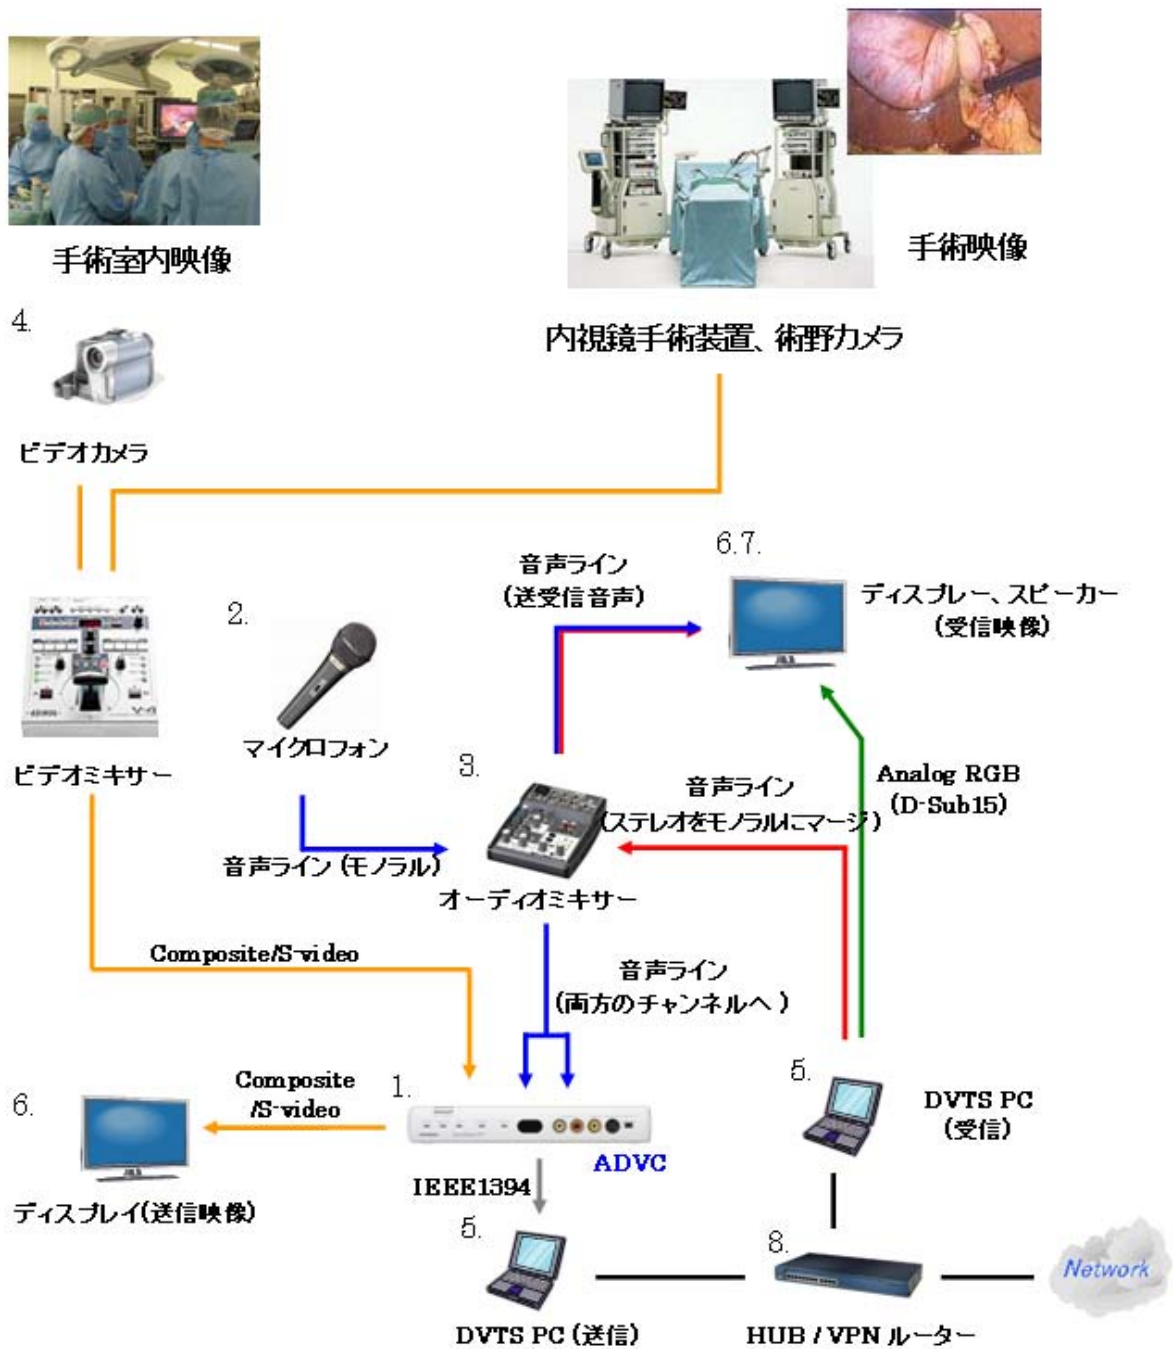 手術室内映像
手術映像
内視鏡手術装置、術野カメラ
4.
ビデオカメラ
6.7.
音声ライン
(送受信音声)
ディスプレー、スピーカー
(受信映像)
2.
マイクロフォン
ビデオミキサー
3.
音声ライン
(ステレオをモノラルにマージ)
Analog RGB
(D-Sub15)
音声ライン (モノラル)
オーディオミキサー
Composite/S-video
音声ライン
(両方のチャンネルへ)
6.
Composite
/S-video
1.
ADVC
5.
DVTS PC
(受信)
ディスプレイ(送信映像)
IEEE1394
5.
8.
Network
DVTS PC (送信)
HUB / VPN ルーター